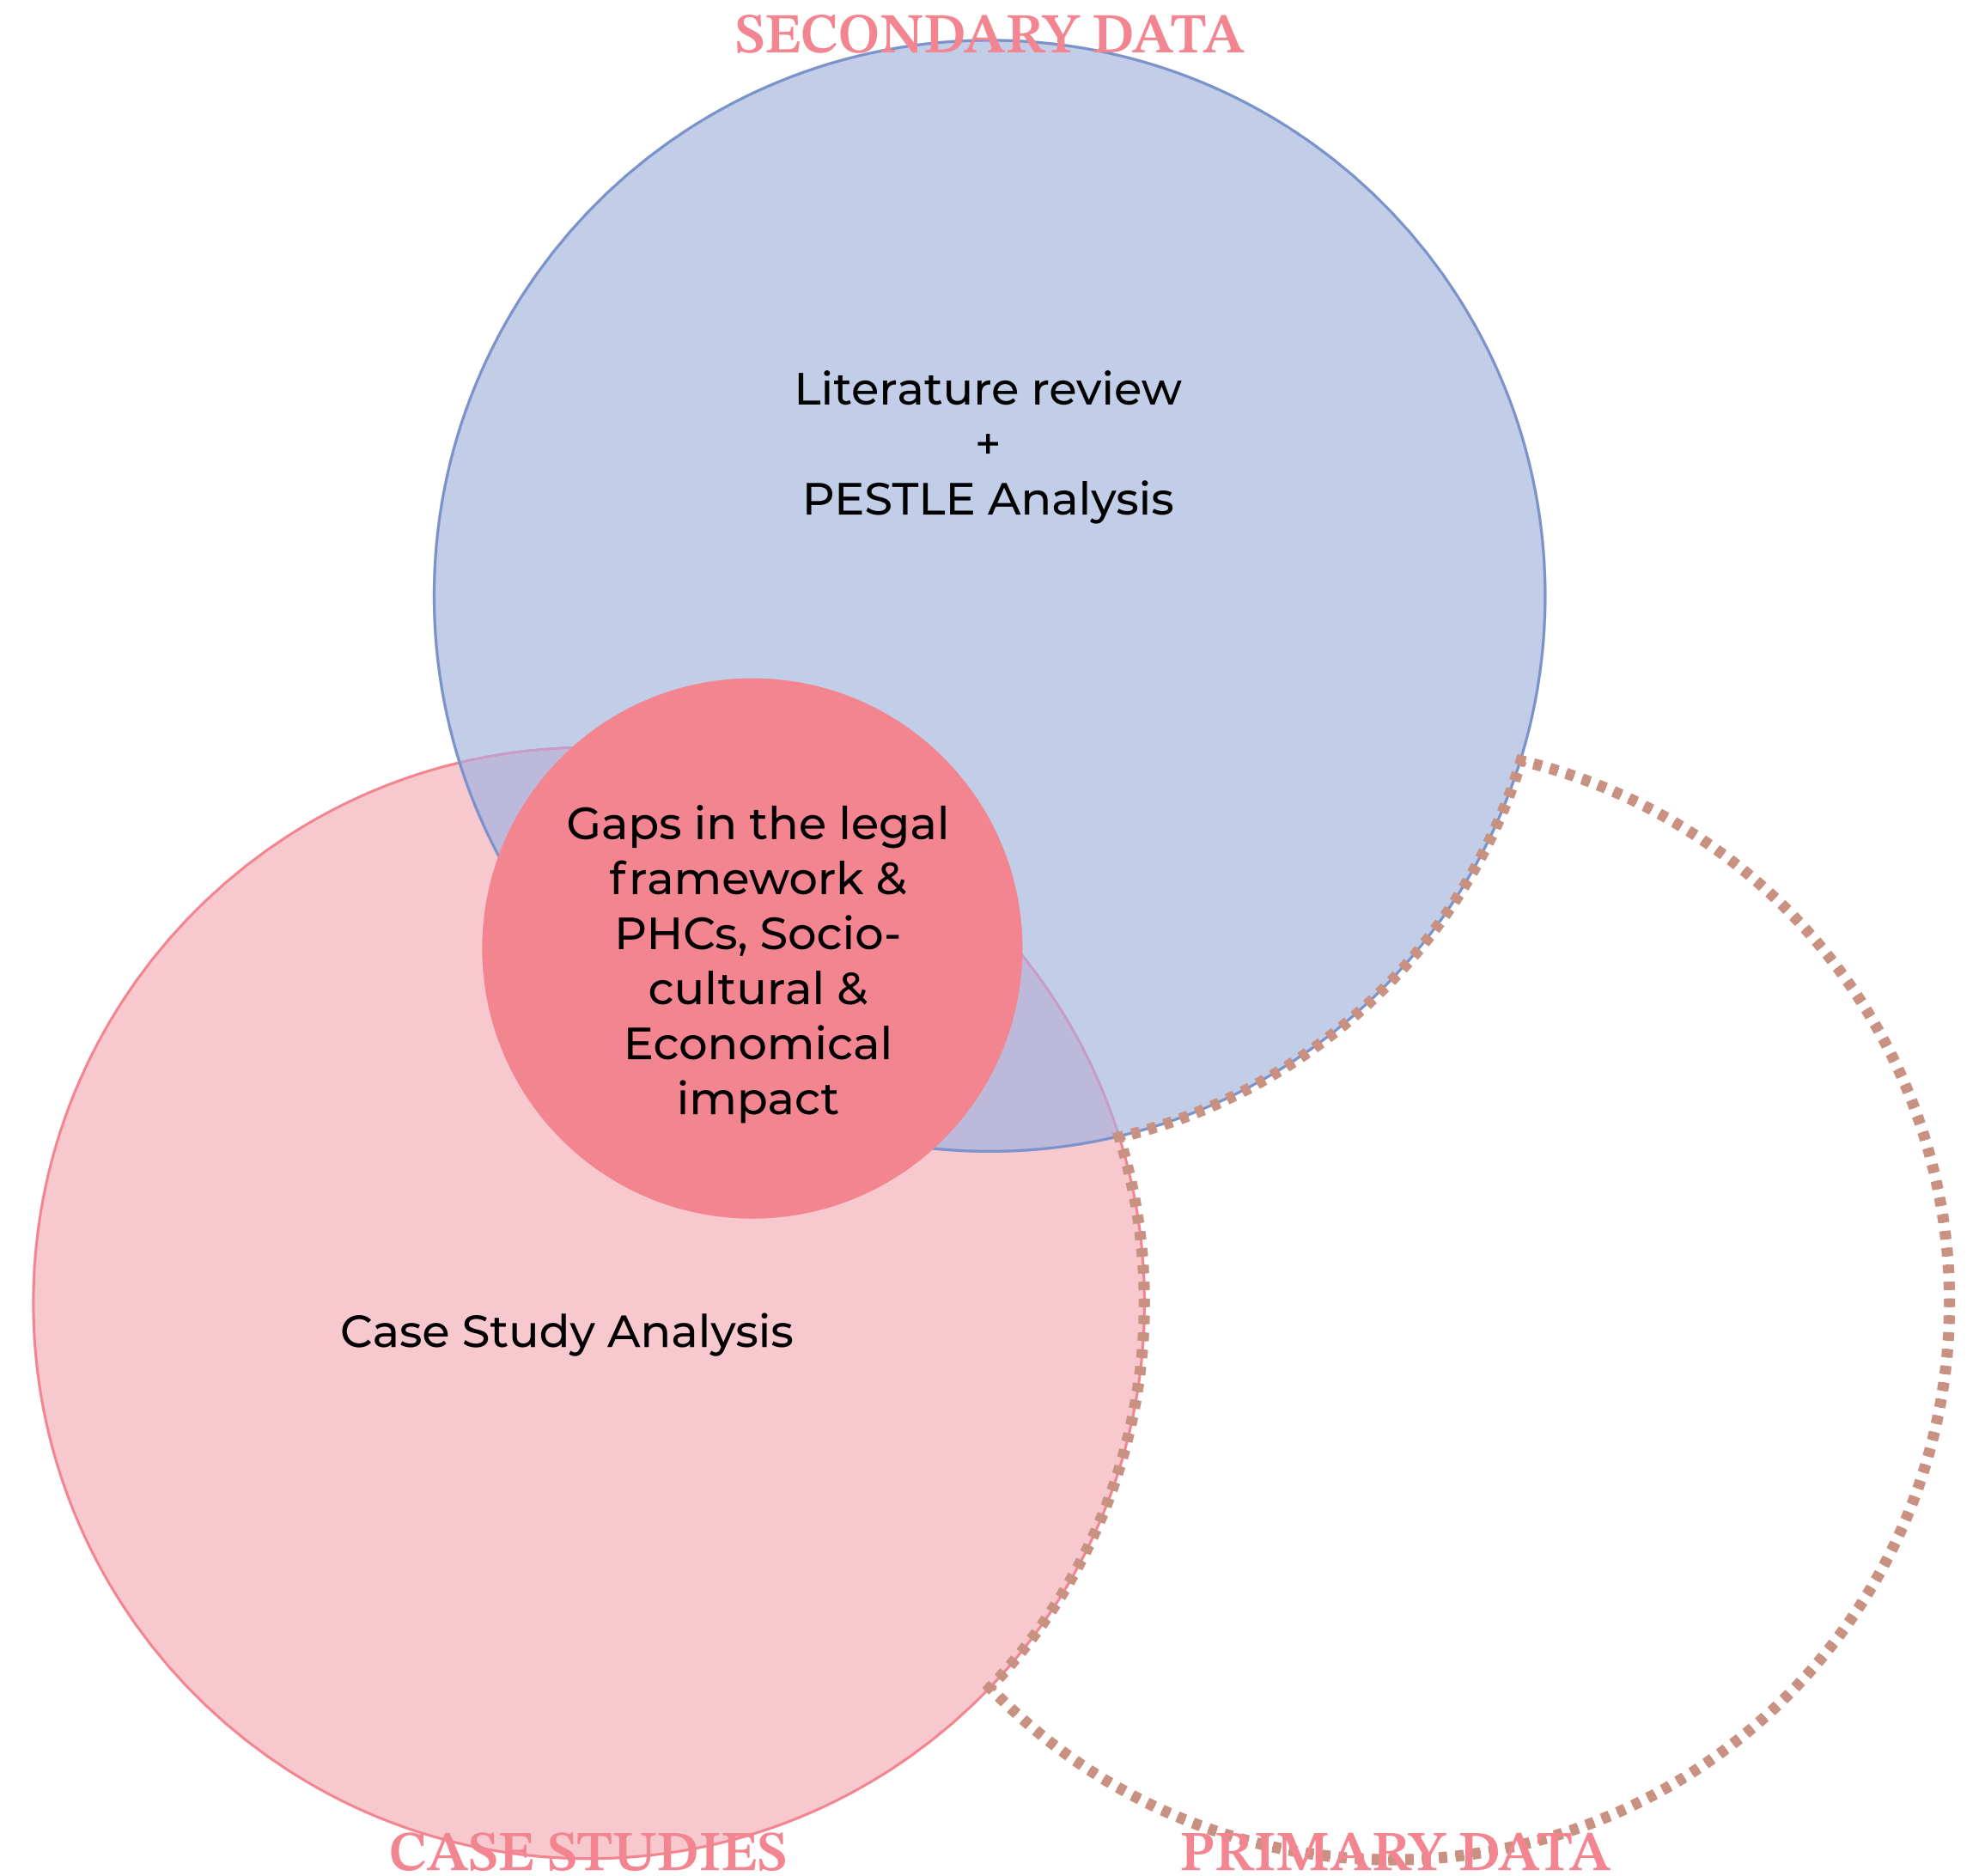 SECONDARY DATA
Literature review
+
PESTLE Analysis
Gaps in the legal
framework &
PHCs, Socio-
cultural &
Economical
impact
Case Study Analysis
CASE STUDIES
PRIMARY DATA